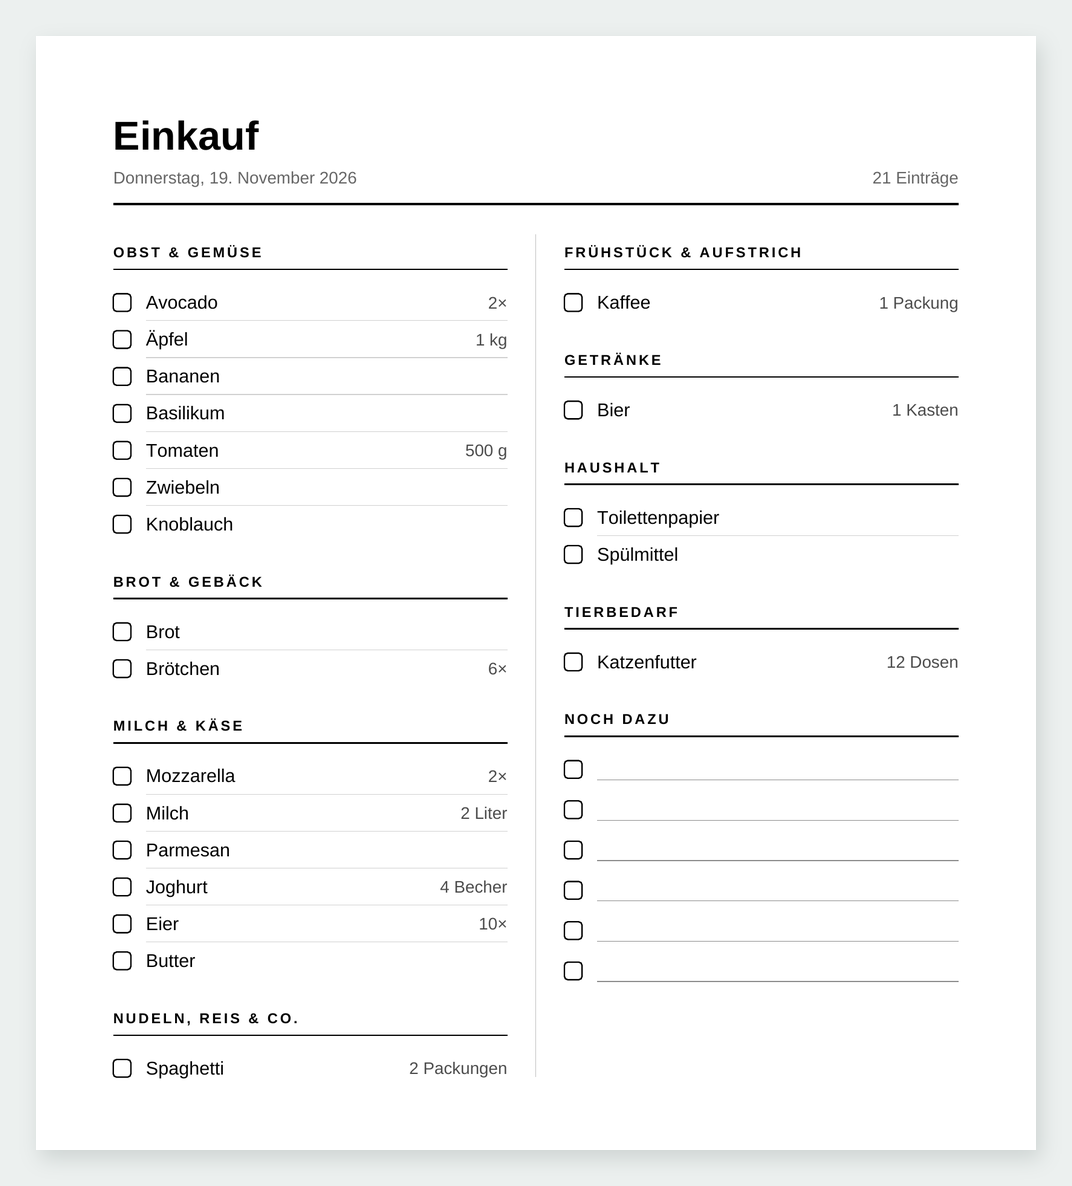 Einkauf
Donnerstag, 19. November 2026 21 Einträge
OBST & GEMÜSE
Avocado 2×
Äpfel 1 kg
Bananen
Basilikum
Tomaten 500 g
Zwiebeln
Knoblauch
BROT & GEBÄCK
Brot
Brötchen 6×
MILCH & KÄSE
Mozzarella 2×
Milch 2 Liter
Parmesan
Joghurt 4 Becher
Eier 10×
Butter
NUDELN, REIS & CO.
Spaghetti 2 Packungen
FRÜHSTÜCK & AUFSTRICH
Kaffee 1 Packung
GETRÄNKE
Bier 1 Kasten
HAUSHALT
Toilettenpapier
Spülmittel
TIERBEDARF
Katzenfutter 12 Dosen
NOCH DAZU